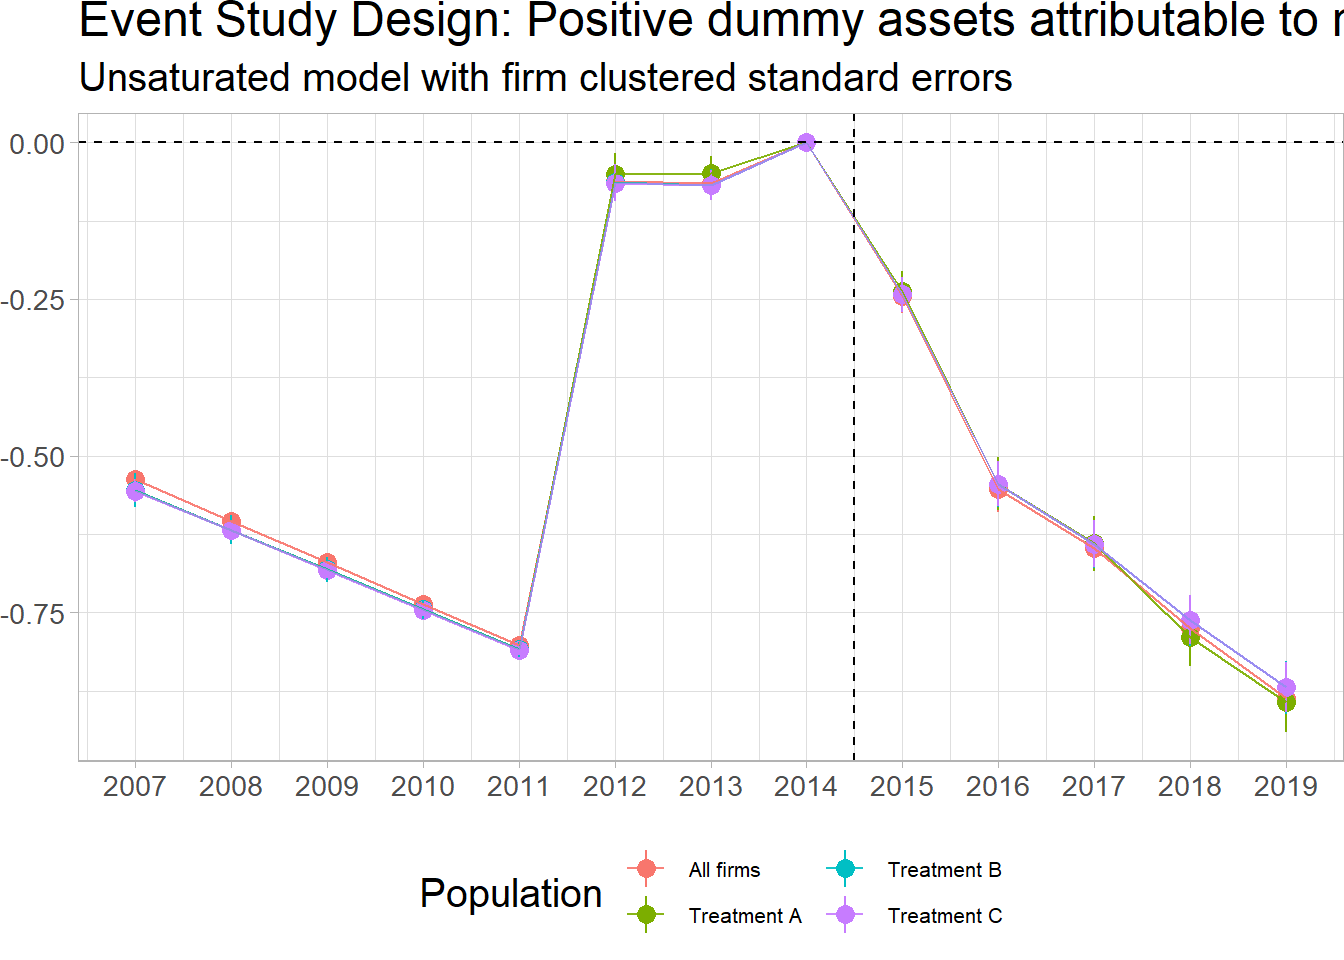 Event Study Design: Positive dummy assets attributable to
Unsaturated model with firm clustered standard errors
0.00
-0.25
-0.50
-0.75
2007 2008 2009 2010 2011 2012 2013 2014 2015 2016 2017 2018 2019
Population
All firms
Treatment B
Treatment A
Treatment C